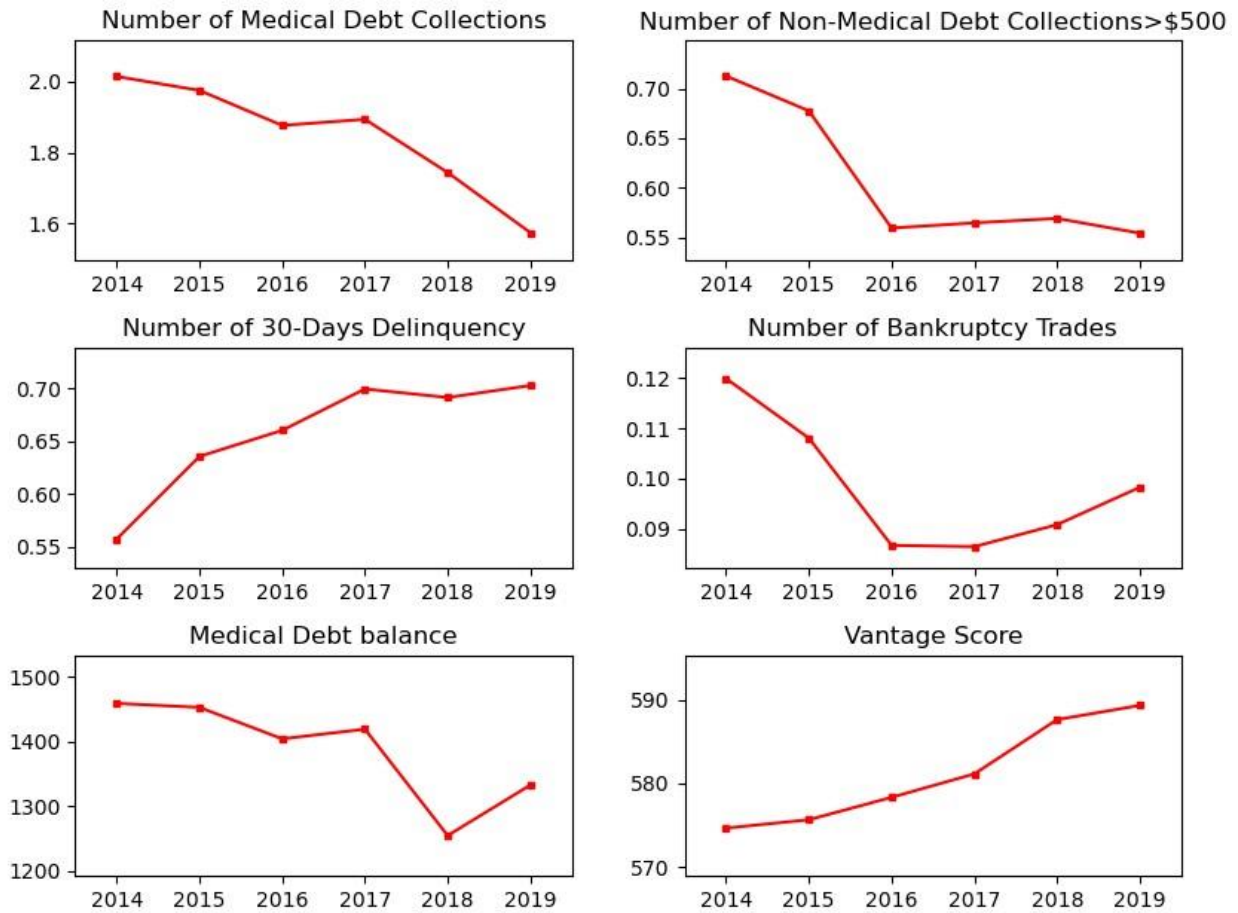 Number of Medical Debt Collections
2.0
1.8
1.6
2014 2015 2016 2017 2018 2019
Number of Non-Medical Debt Collections>$500
0.70
0.65
0.60
0.55
2014 2015 2016 2017 2018 2019
Number of 30-Days Delinquency
0.70
0.65
0.60
0.55
2014 2015 2016 2017 2018 2019
Number of Bankruptcy Trades
0.12
0.11
0.10
0.09
2014 2015 2016 2017 2018 2019
Medical Debt balance
1500
1400
1300
1200
2014 2015 2016 2017 2018 2019
Vantage Score
590
580
570
2014 2015 2016 2017 2018 2019